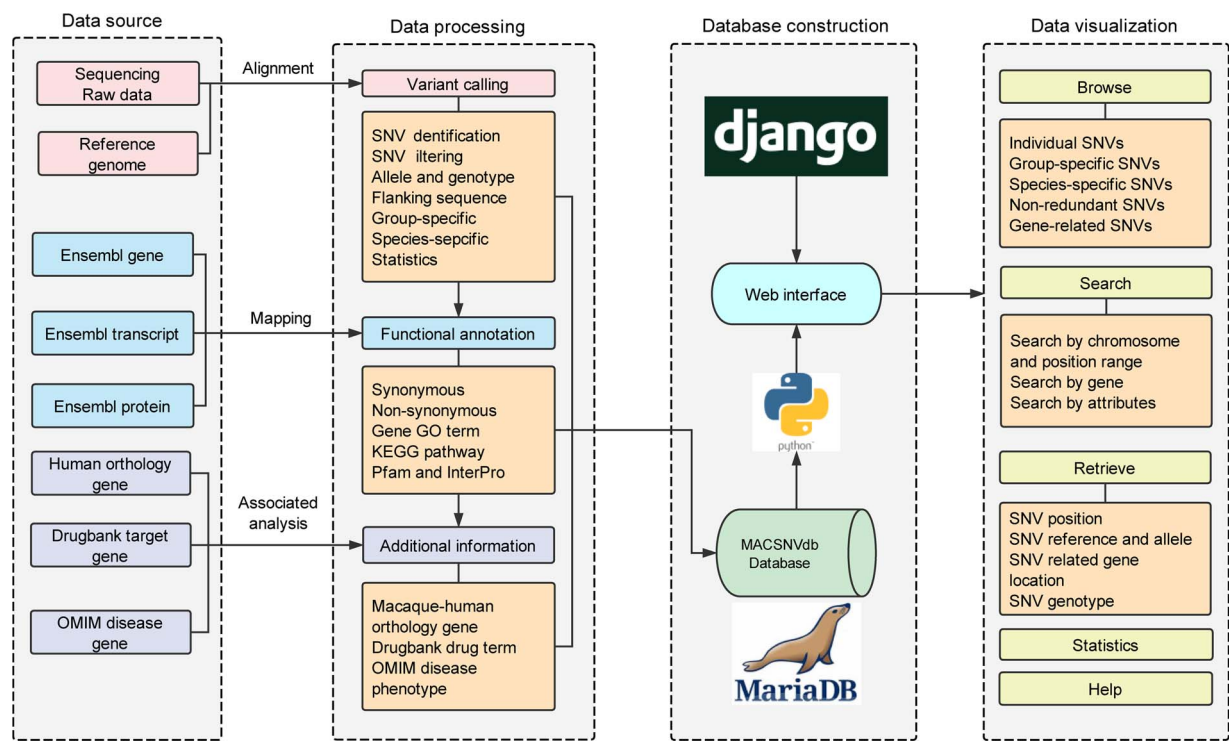 Data source
Sequencing
Raw data
Reference
genome
Ensembl gene
Ensembl transcript
Ensembl protein
Human orthology
gene
Drugbank target
gene
OMIM disease
gene
Alignment
Mapping
Associated
analysis
Data processing
Variant calling
SNV dentification
SNV iltering
Allele and genotype
Flanking sequence
Group-specific
Species-sepcific
Statistics
Functional annotation
Synonymous
Non-synonymous
Gene GO term
KEGG pathway
Pfam and InterPro
Additional information
Macaque-human
orthology gene
Drugbank drug term
OMIM disease
phenotype
Database construction
django
Web interface
python
MACSNVdb
Database
MariaDB
Data visualization
Browse
Individual SNVs
Group-specific SNVs
Species-specific SNVs
Non-redundant SNVs
Gene-related SNVs
Search
Search by chromosome
and position range
Search by gene
Search by attributes
Retrieve
SNV position
SNV reference and allele
SNV related gene
location
SNV genotype
Statistics
Help